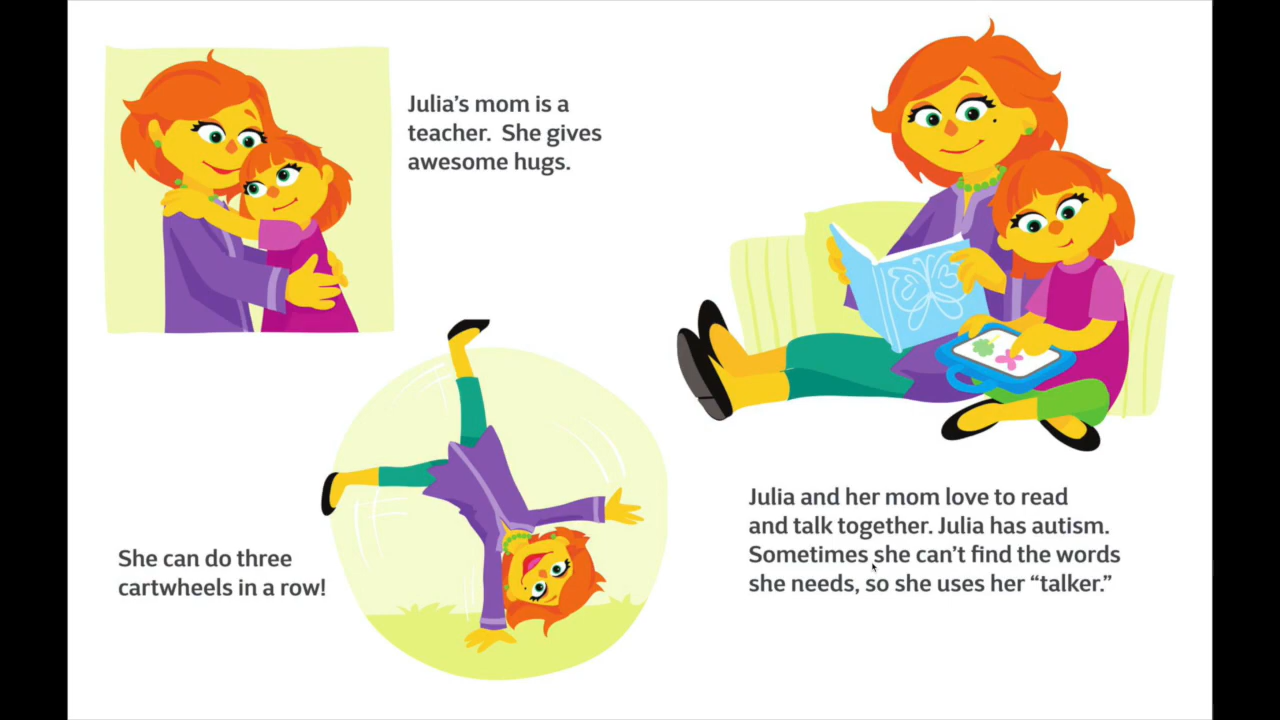 Julia’s mom is a
teacher.  She gives
awesome hugs.
She can do three
cartwheels in a row!
Julia and her mom love to read
and talk together. Julia has autism.
Sometimes she can’t find the words
she needs, so she uses her “talker.”